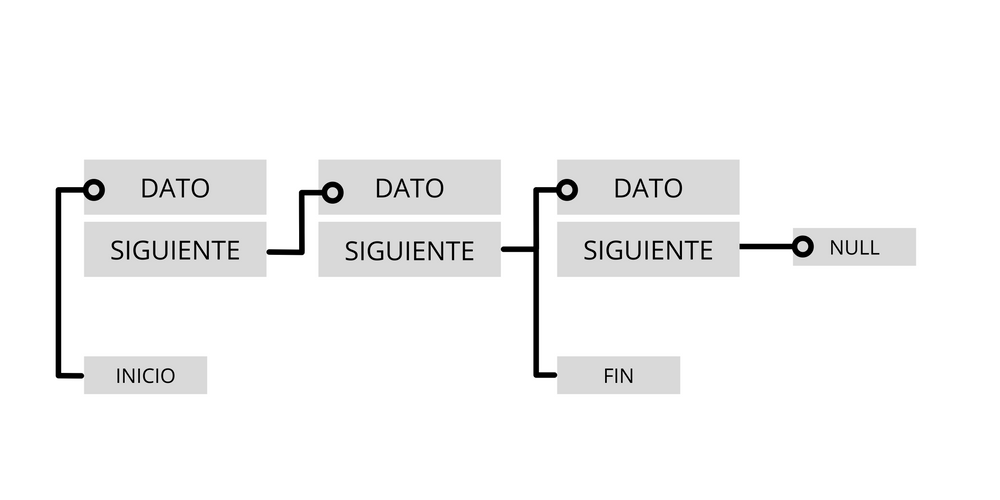 DATO
SIGUIENTE
DATO
SIGUIENTE
DATO
SIGUIENTE
NULL
INICIO
FIN